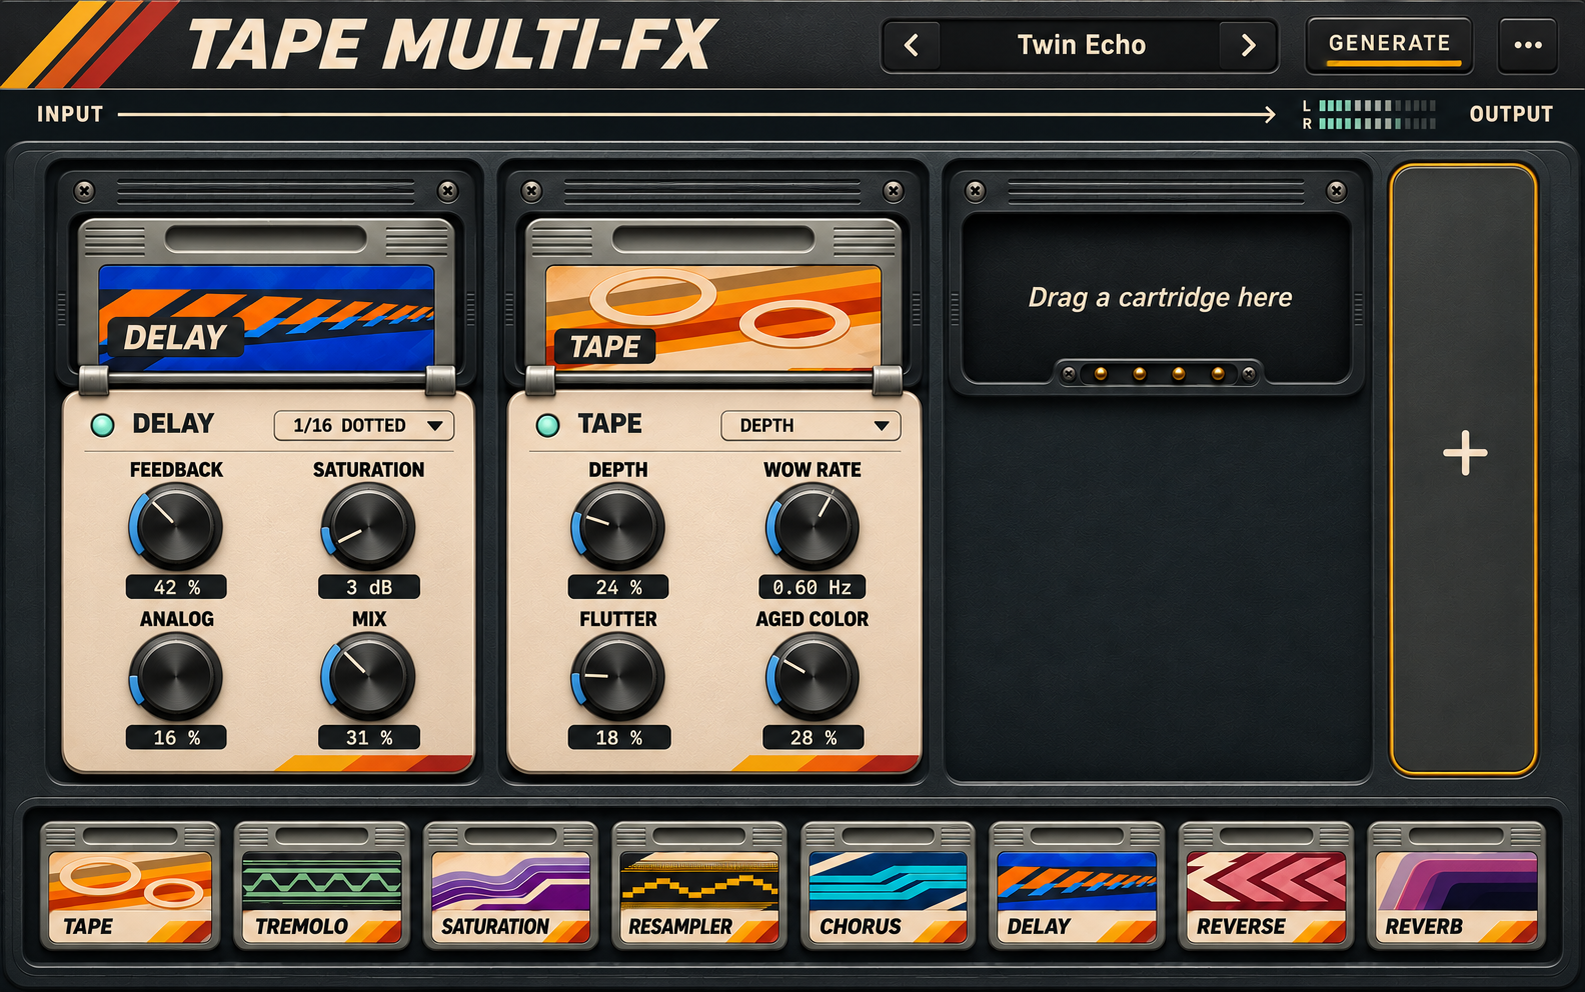 TAPE MULTI-FX
Twin Echo
GENERATE
INPUT
L
R
OUTPUT
DELAY
TAPE
Drag a cartridge here
DELAY
1/16 DOTTED
FEEDBACK
SATURATION
42 %
3 dB
ANALOG
MIX
16 %
31 %
TAPE
DEPTH
DEPTH
WOW RATE
24 %
0.60 Hz
FLUTTER
AGED COLOR
18 %
28 %
TAPE
TREMOLO
SATURATION
RESAMPLER
CHORUS
DELAY
REVERSE
REVERB